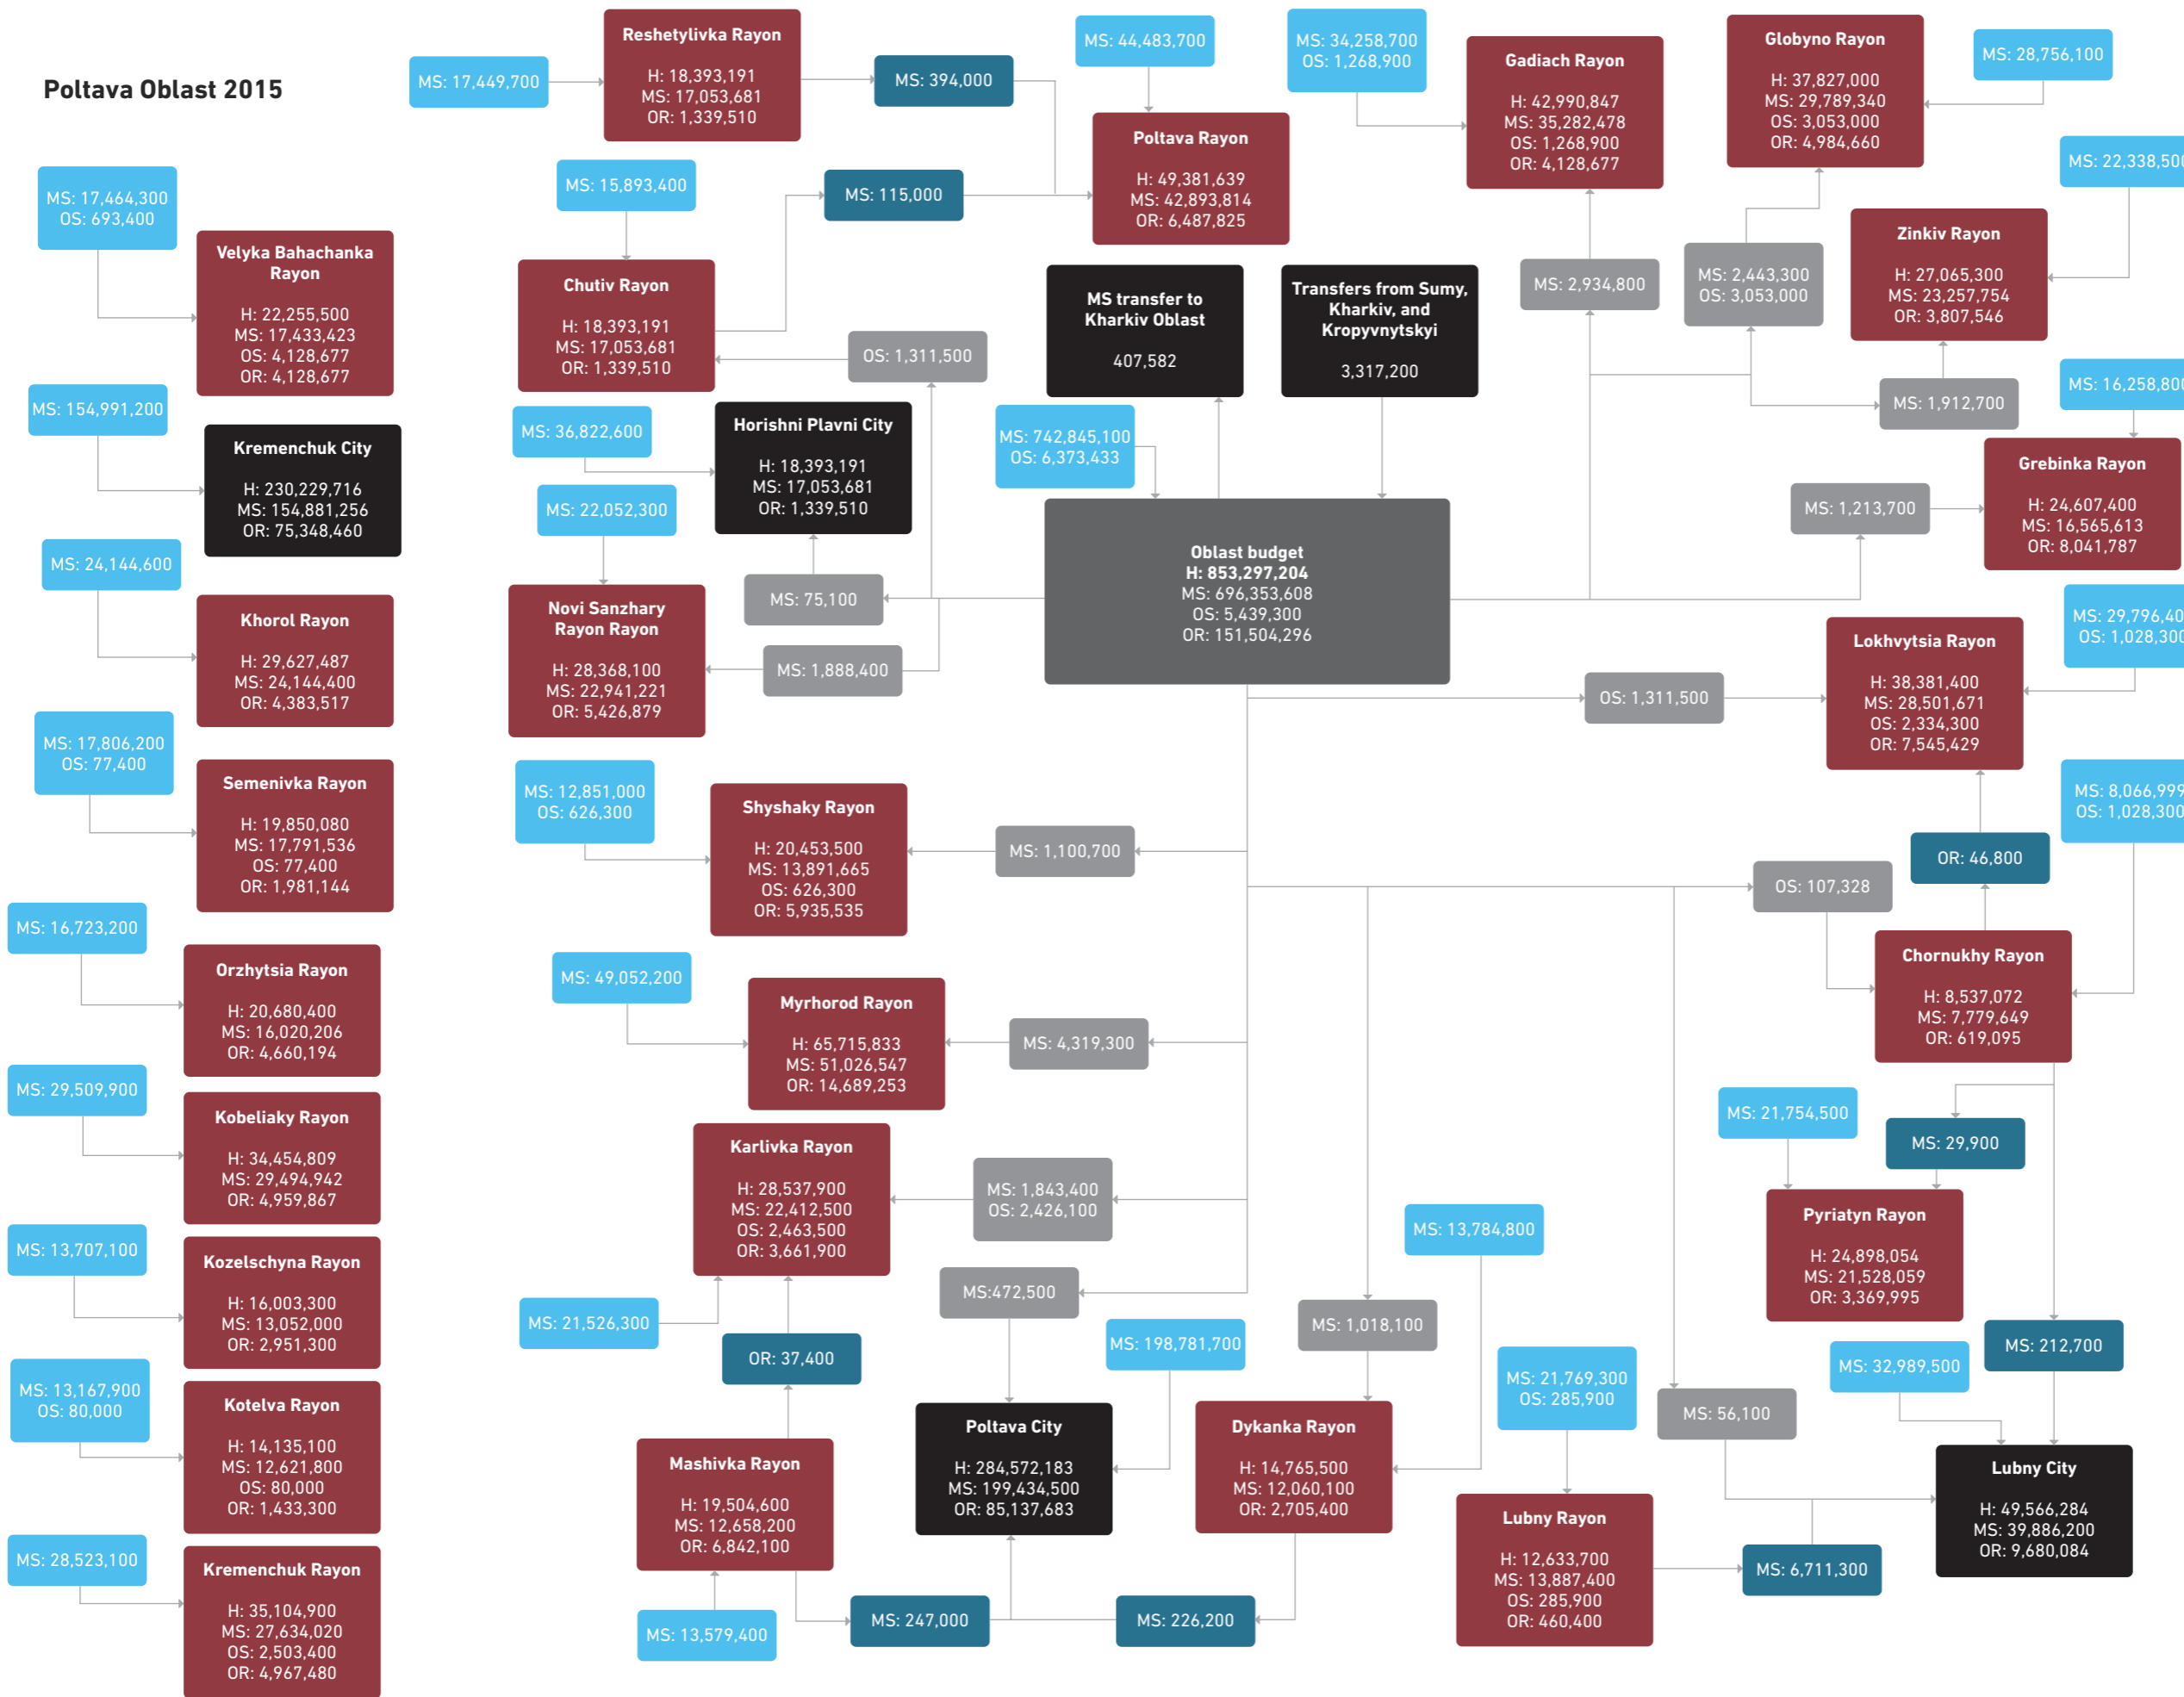 Poltava Oblast 2015
MS: 17,464,300
OS: 693,400
Velyka Bahachanka
Rayon
H: 22,255,500
MS: 17,433,423
OS: 4,128,677
OR: 4,128,677
MS: 154,991,200
Kremenchuk City
H: 230,229,716
MS: 154,881,256
OR: 75,348,460
MS: 24,144,600
Khorol Rayon
H: 29,627,487
MS: 24,144,400
OR: 4,383,517
MS: 17,806,200
OS: 77,400
Semenivka Rayon
H: 19,850,080
MS: 17,791,536
OS: 77,400
OR: 1,981,144
MS: 16,723,200
Orzhytsia Rayon
H: 20,680,400
MS: 16,020,206
OR: 4,660,194
MS: 29,509,900
Kobeliaky Rayon
H: 34,454,809
MS: 29,494,942
OR: 4,959,867
MS: 13,707,100
Kozelschyna Rayon
H: 16,003,300
MS: 13,052,000
OR: 2,951,300
MS: 13,167,900
OS: 80,000
Kotelva Rayon
H: 14,135,100
MS: 12,621,800
OS: 80,000
OR: 1,433,300
MS: 28,523,100
Kremenchuk Rayon
H: 35,104,900
MS: 27,634,020
OS: 2,503,400
OR: 4,967,480
MS: 17,449,700
Reshetylivka Rayon
H: 18,393,191
MS: 17,053,681
OR: 1,339,510
MS: 394,000
MS: 44,483,700
Poltava Rayon
H: 49,381,639
MS: 42,893,814
OR: 6,487,825
MS: 15,893,400
MS: 115,000
Chutiv Rayon
H: 18,393,191
MS: 17,053,681
OR: 1,339,510
OS: 1,311,500
MS: 36,822,600
Horishni Plavni City
H: 18,393,191
MS: 17,053,681
OR: 1,339,510
MS: 22,052,300
MS: 75,100
Novi Sanzhary
Rayon Rayon
H: 28,368,100
MS: 22,941,221
OR: 5,426,879
MS: 1,888,400
MS transfer to
Kharkiv Oblast
407,582
Transfers from Sumy,
Kharkiv, and
Kropyvnytskyi
3,317,200
MS: 742,845,100
OS: 6,373,433
Oblast budget
H: 853,297,204
MS: 696,353,608
OS: 5,439,300
OR: 151,504,296
MS: 34,258,700
OS: 1,268,900
Gadiach Rayon
H: 42,990,847
MS: 35,282,478
OS: 1,268,900
OR: 4,128,677
MS: 2,934,800
Globyno Rayon
H: 37,827,000
MS: 29,789,340
OS: 3,053,000
OR: 4,984,660
MS: 28,756,100
MS: 2,443,300
OS: 3,053,000
MS: 22,338,500
Zinkiv Rayon
H: 27,065,300
MS: 23,257,754
OR: 3,807,546
MS: 1,912,700
MS: 16,258,800
Grebinka Rayon
H: 24,607,400
MS: 16,565,613
OR: 8,041,787
MS: 1,213,700
MS: 29,796,40
OS: 1,028,300
Lokhvytsia Rayon
H: 38,381,400
MS: 28,501,671
OS: 2,334,300
OR: 7,545,429
OS: 1,311,500
MS: 8,066,999
OS: 1,028,300
OR: 46,800
OS: 107,328
Chornukhy Rayon
H: 8,537,072
MS: 7,779,649
OR: 619,095
MS: 12,851,000
OS: 626,300
Shyshaky Rayon
H: 20,453,500
MS: 13,891,665
OS: 626,300
OR: 5,935,535
MS: 1,100,700
MS: 49,052,200
Myrhorod Rayon
H: 65,715,833
MS: 51,026,547
OR: 14,689,253
MS: 4,319,300
Karlivka Rayon
H: 28,537,900
MS: 22,412,500
OS: 2,463,500
OR: 3,661,900
MS: 1,843,400
OS: 2,426,100
MS: 21,526,300
OR: 37,400
MS:472,500
MS: 198,781,700
Mashivka Rayon
H: 19,504,600
MS: 12,658,200
OR: 6,842,100
MS: 13,579,400
MS: 247,000
Poltava City
H: 284,572,183
MS: 199,434,500
OR: 85,137,683
MS: 226,200
MS: 13,784,800
MS: 1,018,100
Dykanka Rayon
H: 14,765,500
MS: 12,060,100
OR: 2,705,400
MS: 21,754,500
MS: 29,900
Pyriatyn Rayon
H: 24,898,054
MS: 21,528,059
OR: 3,369,995
MS: 21,769,300
OS: 285,900
Lubny Rayon
H: 12,633,700
MS: 13,887,400
OS: 285,900
OR: 460,400
MS: 56,100
MS: 32,989,500
MS: 212,700
MS: 6,711,300
Lubny City
H: 49,566,284
MS: 39,886,200
OR: 9,680,084